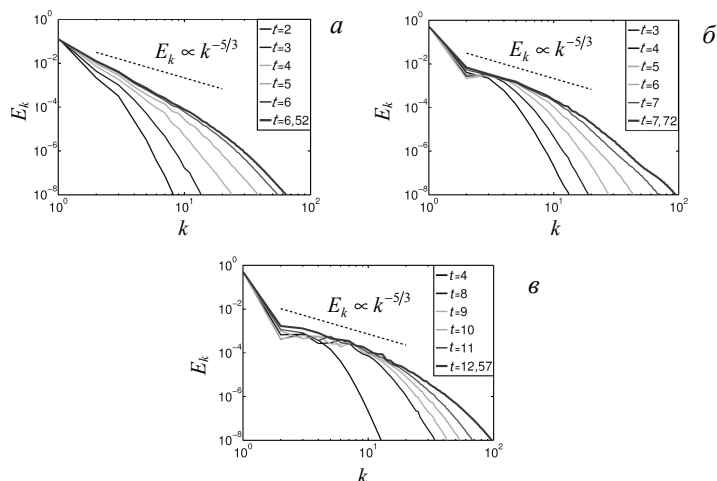 а
E_k ∝ k^{-5/3}
t=2
t=3
t=4
t=5
t=6
t=6,52
10^0
10^{-2}
10^{-4}
10^{-6}
10^{-8}
E_k
10^0
10^1
10^2
k
б
E_k ∝ k^{-5/3}
t=3
t=4
t=5
t=6
t=7
t=7,72
10^0
10^{-2}
10^{-4}
10^{-6}
10^{-8}
E_k
10^0
10^1
10^2
k
в
E_k ∝ k^{-5/3}
t=4
t=8
t=9
t=10
t=11
t=12,57
10^0
10^{-2}
10^{-4}
10^{-6}
10^{-8}
E_k
10^0
10^1
10^2
k